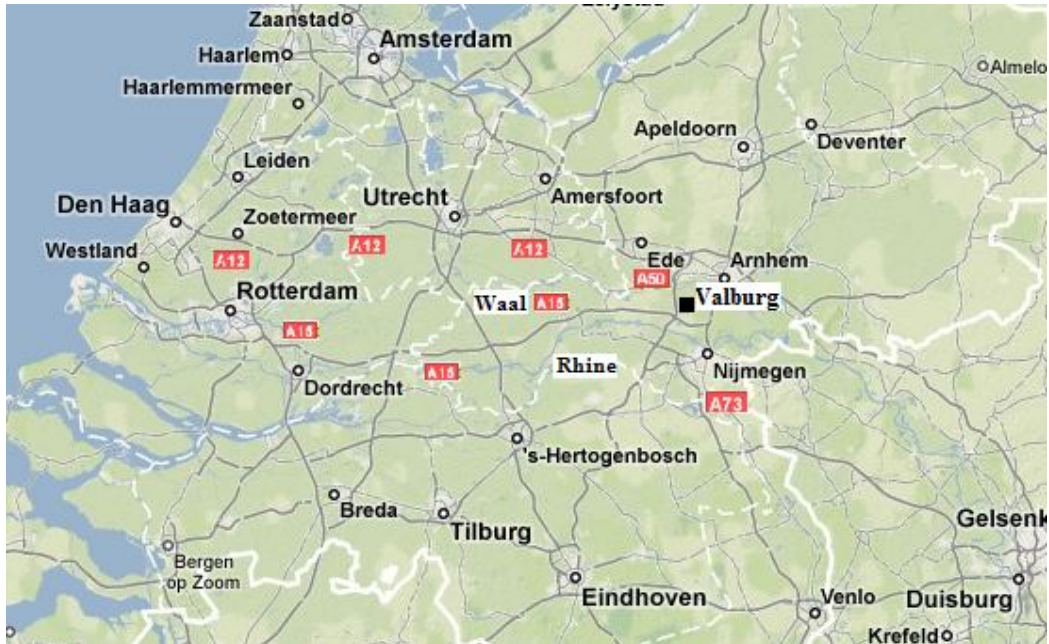 Lelystad
Zaanstad
Amsterdam
Haarlem
Almelo
Haarlemmermeer
Apeldoorn
Deventer
Leiden
Amersfoort
Utrecht
Den Haag
Zoetermeer
A12
A12
Westland
A12
Ede
Arnhem
A50
Rotterdam
Waal
A15
Valburg
A15
Rhine
Nijmegen
A15
Dordrecht
A73
's-Hertogenbosch
Breda
Tilburg
Gelsenk
Bergen
op Zoom
Eindhoven
Venlo
Duisburg
Krefeld